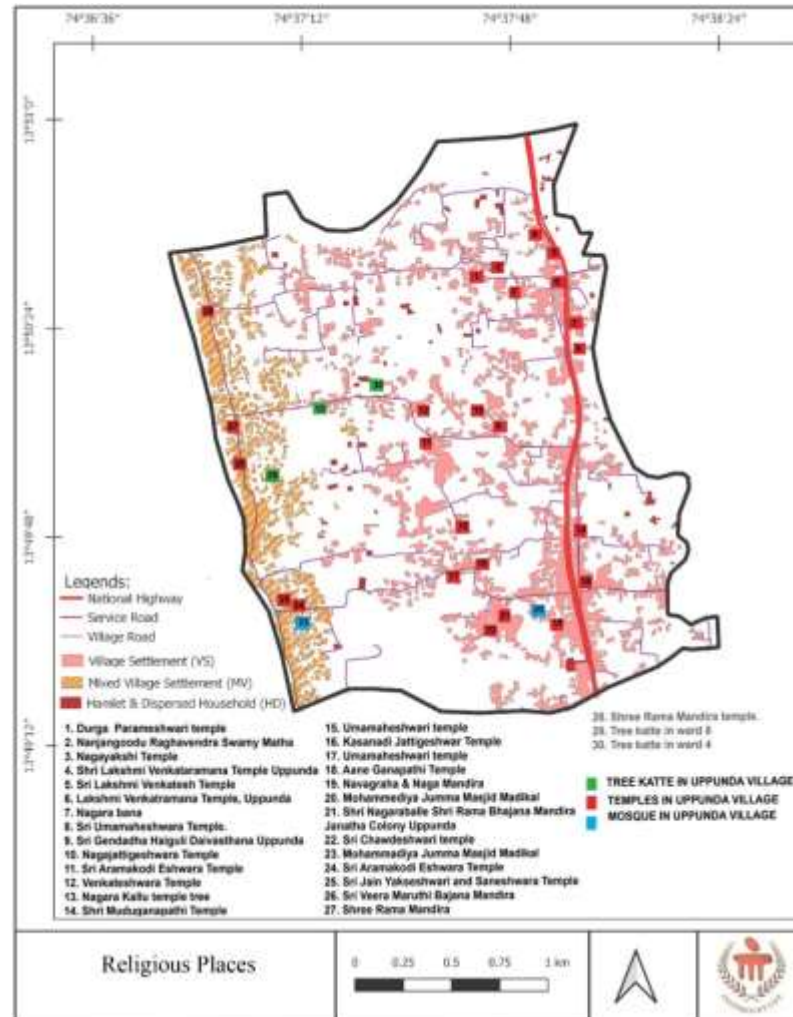 74°36'36"
74°37'12"
74°37'48"
74°38'24"
13°51'0"
13°50'24"
13°49'48"
13°49'12"
Legends:
National Highway
Service Road
Village Road
Village Settlement (VS)
Mixed Village Settlement (MV)
Hamlet & Dispersed Household (HD)
1. Durga Parameshwari temple
2. Nanjangoodu Raghavendra Swamy Matha
3. Nagayakshi Temple
4. Shri Lakshmi Venkataramana Temple Uppunda
5. Sri Lakshmi Venkatesh Temple
6. Lakshmi Venkatramana Temple, Uppunda
7. Nagara bana
8. Sri Umamaheshwara Temple.
9. Sri Gendadha Haiguli Daivasthana Uppunda
10. Nagajattigeshwara Temple
11. Sri Aramakodi Eshwara Temple
12. Venkateshwara Temple
13. Nagara Kallu temple tree
14. Shri Muduganapathi Temple
15. Umamaheshwari temple
16. Kasanadi Jattigeshwar Temple
17. Umamaheshwari temple
18. Aane Ganapathi Temple
19. Navagraha & Naga Mandira
20. Mohammediya Jumma Masjid Madikal
21. Shri Nagaraballe Shri Rama Bhajana Mandira
Janatha Colony Uppunda
22. Sri Chawdeshwari temple
23. Mohammadiya Jumma Masjid Madikal
24. Sri Aramakodi Eshwara Temple
25. Sri Jain Yakseshwari and Saneshwara Temple
26. Sri Veera Maruthi Bajana Mandira
27. Shree Rama Mandira
28. Shree Rama Mandira temple.
29. Tree katte in ward 8
30. Tree katte in ward 4
TREE KATTE IN UPPUNDA VILLAGE
TEMPLES IN UPPUNDA VILLAGE
MOSQUE IN UPPUNDA VILLAGE
Religious Places
0 0.25 0.5 0.75 1 km